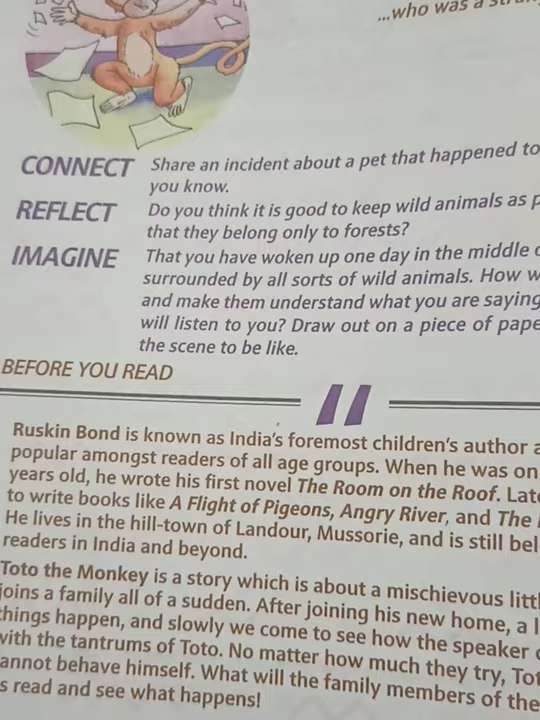 ...who was a
CONNECT Share an incident about a pet that happened to
you know.
REFLECT Do you think it is good to keep wild animals as
that they belong only to forests?
IMAGINE That you have woken up one day in the middle
surrounded by all sorts of wild animals. How
and make them understand what you are saying
will listen to you? Draw out on a piece of
the scene to be like.
BEFORE YOU READ
Ruskin Bond is known as India's foremost children's author
popular amongst readers of all age groups. When he was
years old, he wrote his first novel The Room on the Roof.
to write books like A Flight of Pigeons, Angry River, and The
He lives in the hill-town of Landour, Mussorie, and is still
readers in India and beyond.
Toto the Monkey is a story which is about a mischievous
joins a family all of a sudden. After joining his new home, a
things happen, and slowly we come to see how the speaker
with the tantrums of Toto. No matter how much they try,
annot behave himself. What will the family members of the
s read and see what happens!